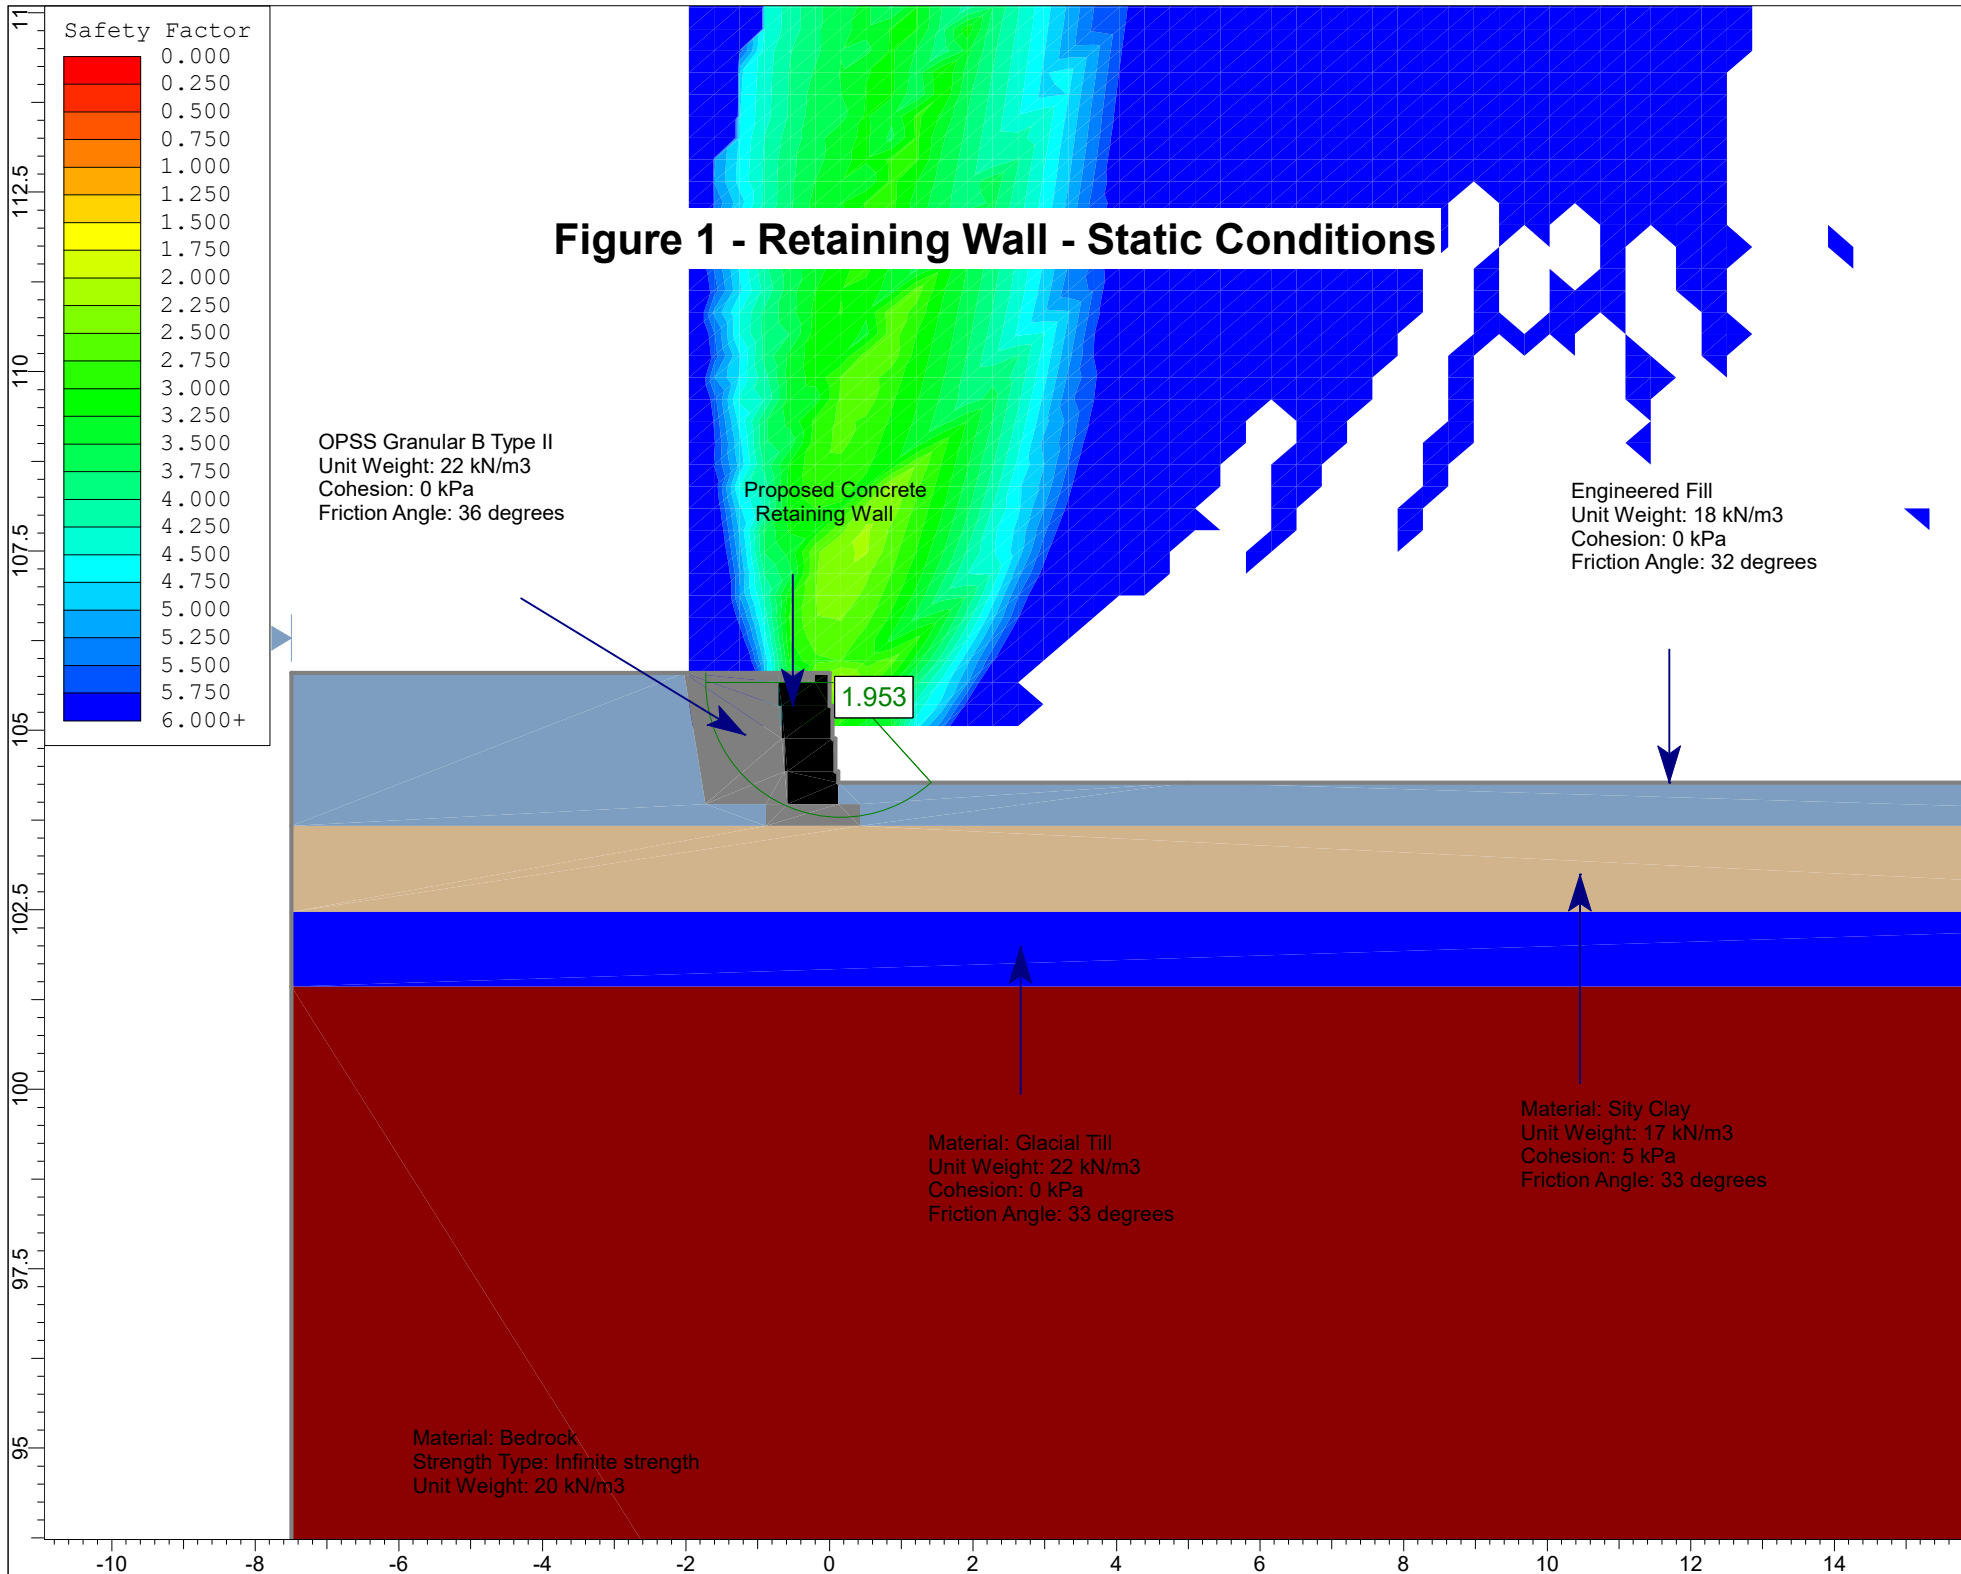 Safety Factor
0.000
0.250
0.500
0.750
1.000
1.250
1.500
1.750
2.000
2.250
2.500
2.750
3.000
3.250
3.500
3.750
4.000
4.250
4.500
4.750
5.000
5.250
5.500
5.750
6.000+
Figure 1 - Retaining Wall - Static Conditions
OPSS Granular B Type II
Unit Weight: 22 kN/m3
Cohesion: 0 kPa
Friction Angle: 36 degrees
Proposed Concrete
Retaining Wall
Engineered Fill
Unit Weight: 18 kN/m3
Cohesion: 0 kPa
Friction Angle: 32 degrees
1.953
Material: Glacial Till
Unit Weight: 22 kN/m3
Cohesion: 0 kPa
Friction Angle: 33 degrees
Material: Sity Clay
Unit Weight: 17 kN/m3
Cohesion: 5 kPa
Friction Angle: 33 degrees
Material: Bedrock
Strength Type: Infinite strength
Unit Weight: 20 kN/m3
11
112.5
110
107.5
105
102.5
100
97.5
95
-10 -8 -6 -4 -2 0 2 4 6 8 10 12 14